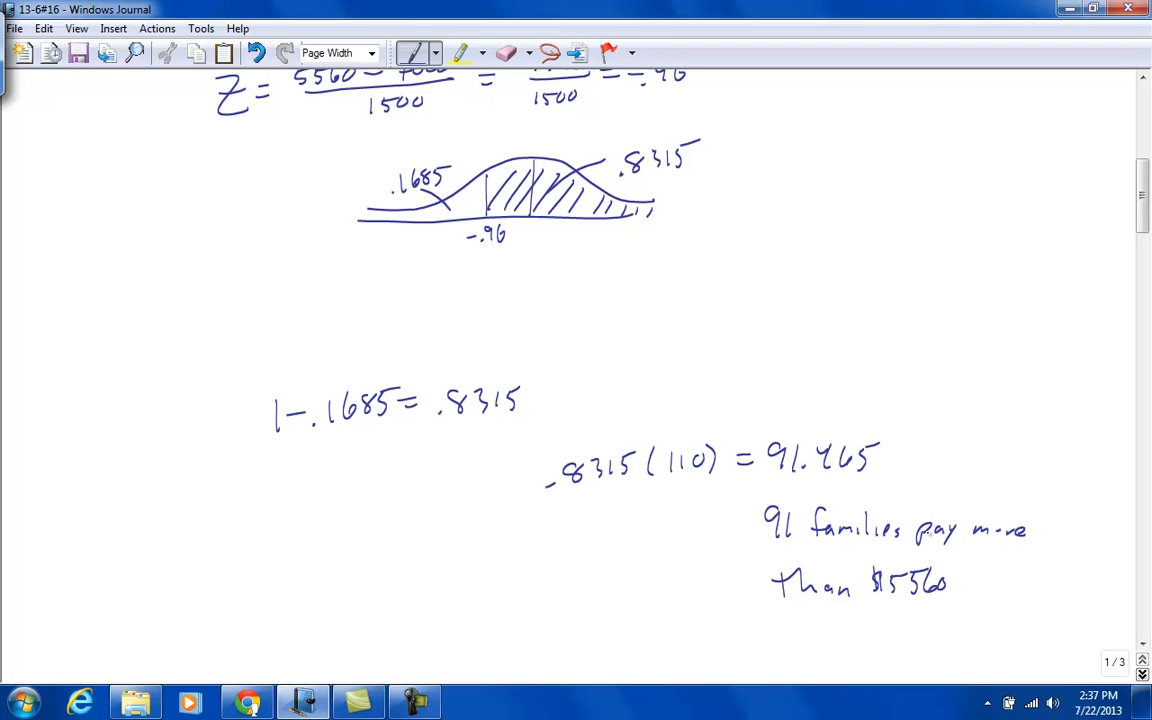 13-6#16 - Windows Journal
File Edit View Insert Actions Tools Help
Page Width
Z = 5560 - 7000 = = -.96
1500 1500
.1685 .8315
-.96
1-.1685= .8315
.8315(110) = 91.465
91 families pay more
than $5560
1 / 3
2:37 PM
7/22/2013